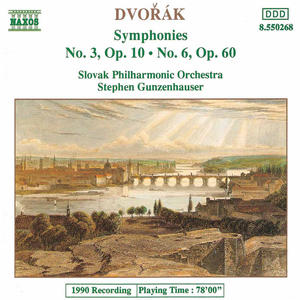 DDD
NAXOS
DVOŘÁK
8.550268
Symphonies
No. 3, Op. 10 • No. 6, Op. 60
Slovak Philharmonic Orchestra
Stephen Gunzenhauser
1990 Recording
Playing Time : 78'00"